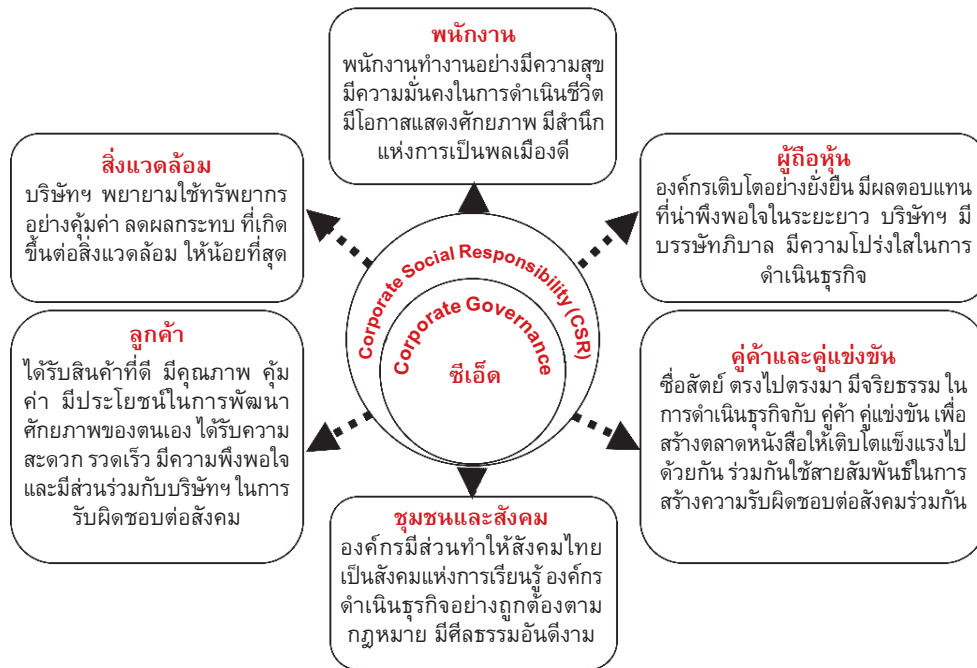 พนักงาน
พนักงานทำงานอย่างมีความสุข
มีความมั่นคงในการดำเนินชีวิต
มีโอกาสแสดงศักยภาพ มีสำนึก
แห่งการเป็นพลเมืองดี
สิ่งแวดล้อม
บริษัทฯ พยายามใช้ทรัพยากร
อย่างคุ้มค่า ลดผลกระทบ ที่เกิด
ขึ้นต่อสิ่งแวดล้อม ให้น้อยที่สุด
ผู้ถือหุ้น
องค์กรเติบโตอย่างยั่งยืน มีผลตอบแทน
ที่น่าพึงพอใจในระยะยาว บริษัทฯ มี
บรรษัทภิบาล มีความโปร่งใสในการ
ดำเนินธุรกิจ
Corporate Social Responsibility (CSR)
Corporate Governance
ซีเอ็ด
ลูกค้า
ได้รับสินค้าที่ดี มีคุณภาพ คุ้ม
ค่า มีประโยชน์ในการพัฒนา
ศักยภาพของตนเอง ได้รับความ
สะดวก รวดเร็ว มีความพึงพอใจ
และมีส่วนร่วมกับบริษัทฯ ในการ
รับผิดชอบต่อสังคม
คู่ค้าและคู่แข่งขัน
ซื่อสัตย์ ตรงไปตรงมา มีจริยธรรม ใน
การดำเนินธุรกิจกับ คู่ค้า คู่แข่งขัน เพื่อ
สร้างตลาดหนังสือให้เติบโตแข็งแรงไป
ด้วยกัน ร่วมกันใช้สายสัมพันธ์ในการ
สร้างความรับผิดชอบต่อสังคมร่วมกัน
ชุมชนและสังคม
องค์กรมีส่วนทำให้สังคมไทย
เป็นสังคมแห่งการเรียนรู้ องค์กร
ดำเนินธุรกิจอย่างถูกต้องตาม
กฎหมาย มีศีลธรรมอันดีงาม